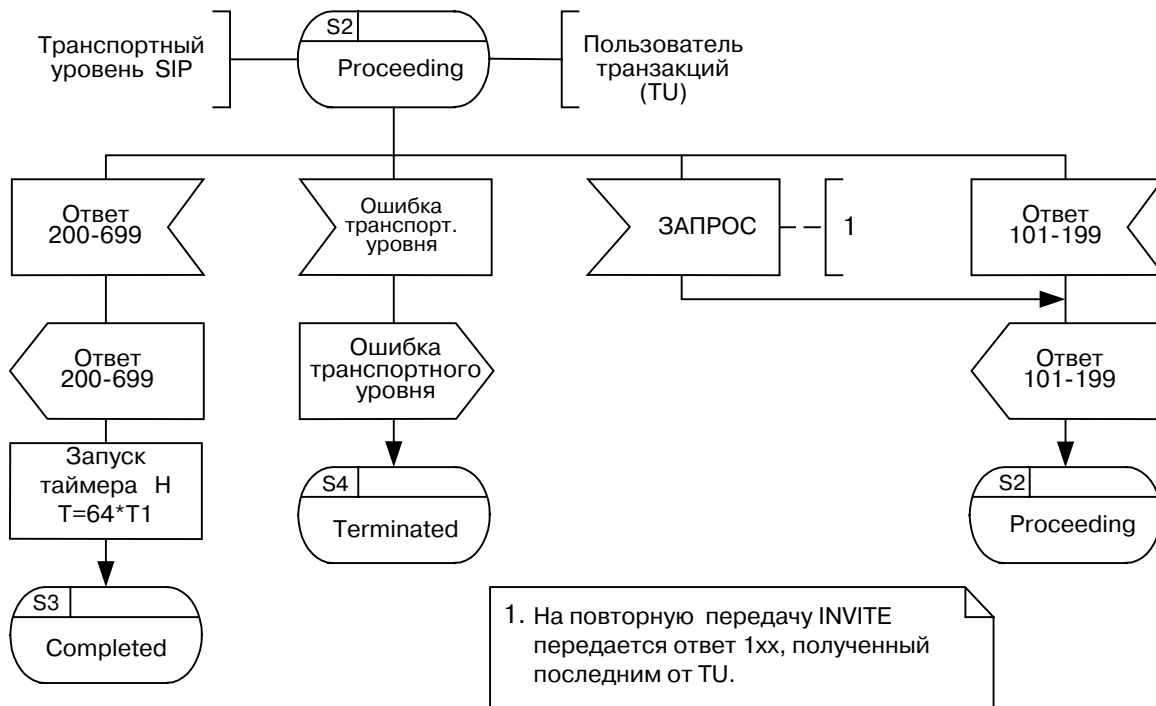 Транспортный
уровень SIP
S2
Proceeding
Пользователь
транзакций
(TU)
Ответ
200-699
Ошибка
транспорт.
уровня
ЗАПРОС
1
Ответ
101-199
Ответ
200-699
Ошибка
транспортного
уровня
Ответ
101-199
Запуск
таймера H
T=64*T1
S4
Terminated
S2
Proceeding
S3
Completed
1. На повторную передачу INVITE
передается ответ 1xx, полученный
последним от TU.